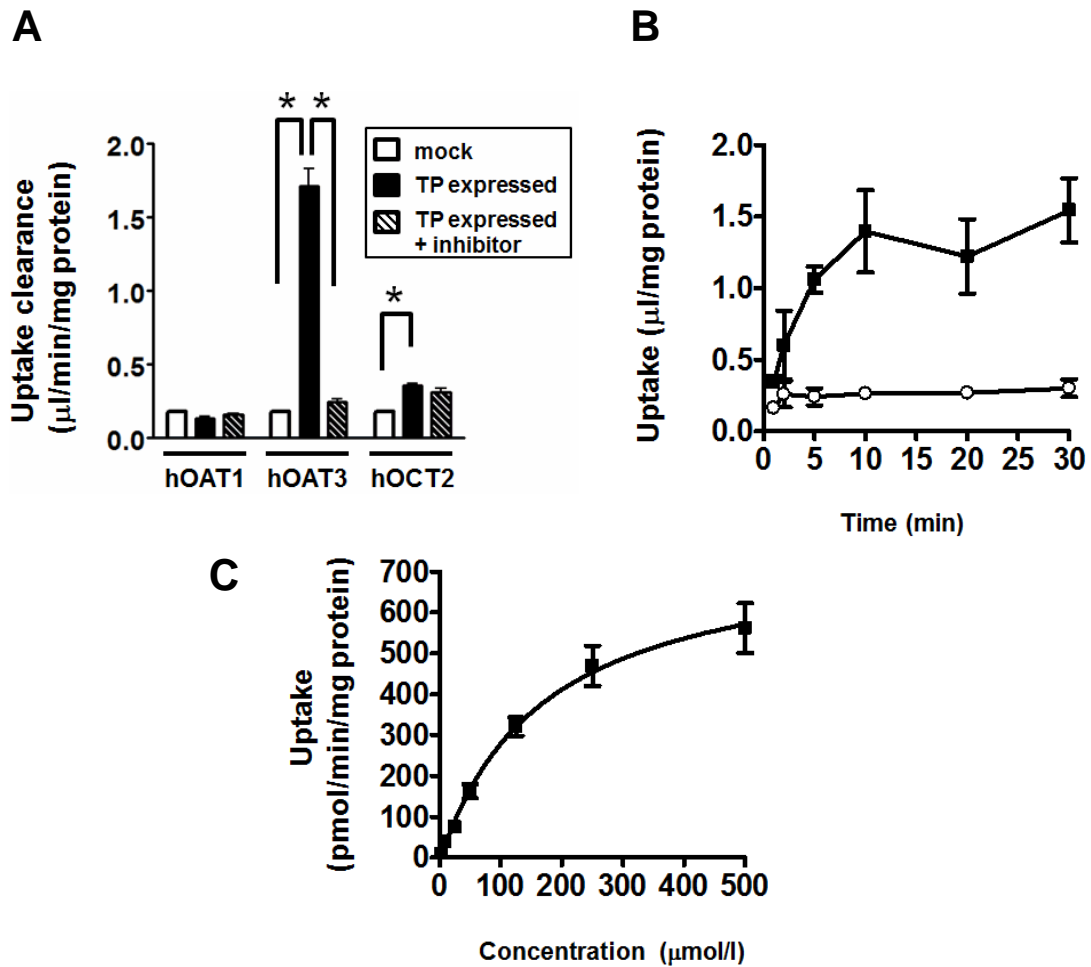 A
B
Uptake clearance
(μl/min/mg protein)
2.0
1.5
1.0
0.5
0.0
* *
*
mock
TP expressed
TP expressed
+ inhibitor
hOAT1 hOAT3 hOCT2
Uptake (μl/mg protein)
2.0
1.5
1.0
0.5
0.0
0 5 10 15 20 25 30
Time (min)
C
Uptake
(pmol/min/mg protein)
700
600
500
400
300
200
100
0
0 100 200 300 400 500
Concentration (μmol/l)